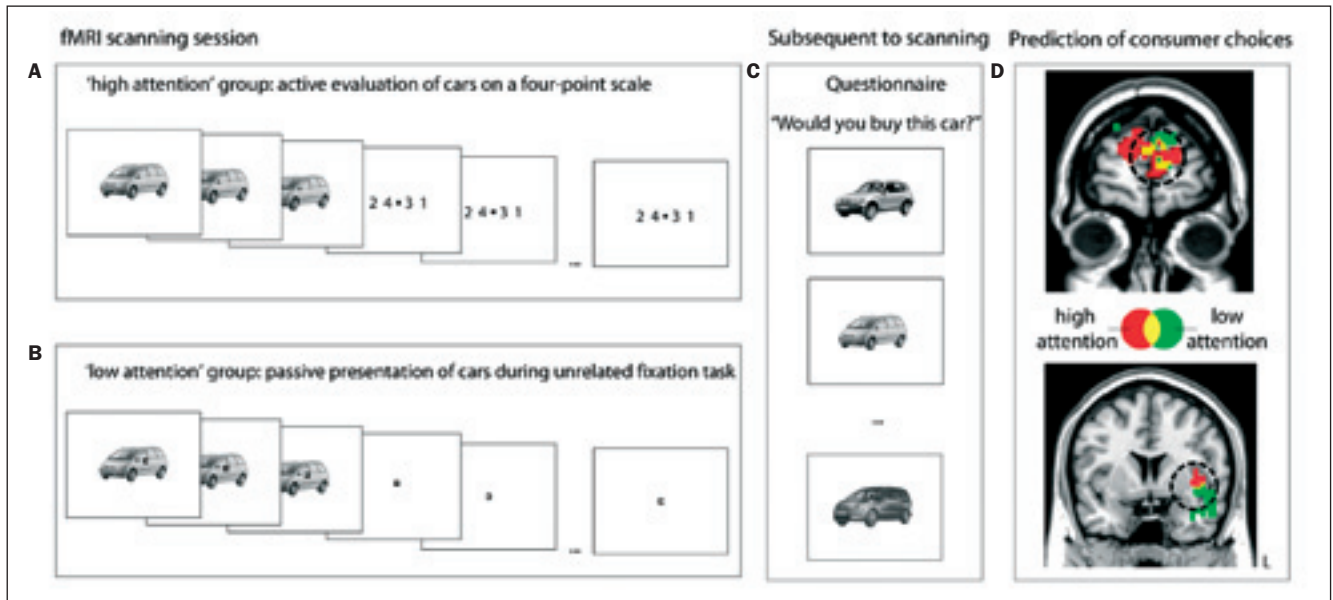 fMRI scanning session
A
'high attention' group: active evaluation of cars on a four-point scale
2 4•3 1
2 4•3 1
...
2 4•3 1
B
'low attention' group: passive presentation of cars during unrelated fixation task
...
Subsequent to scanning
C
Questionnaire
"Would you buy this car?"
...
Prediction of consumer choices
D
high attention
low attention
L